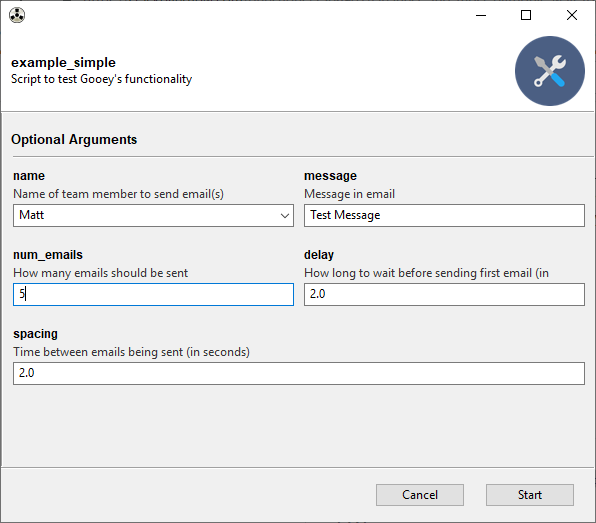 example_simple
Script to test Gooey's functionality
Optional Arguments
name
Name of team member to send email(s)
Matt
message
Message in email
Test Message
num_emails
How many emails should be sent
5
delay
How long to wait before sending first email (in
2.0
spacing
Time between emails being sent (in seconds)
2.0
Cancel
Start